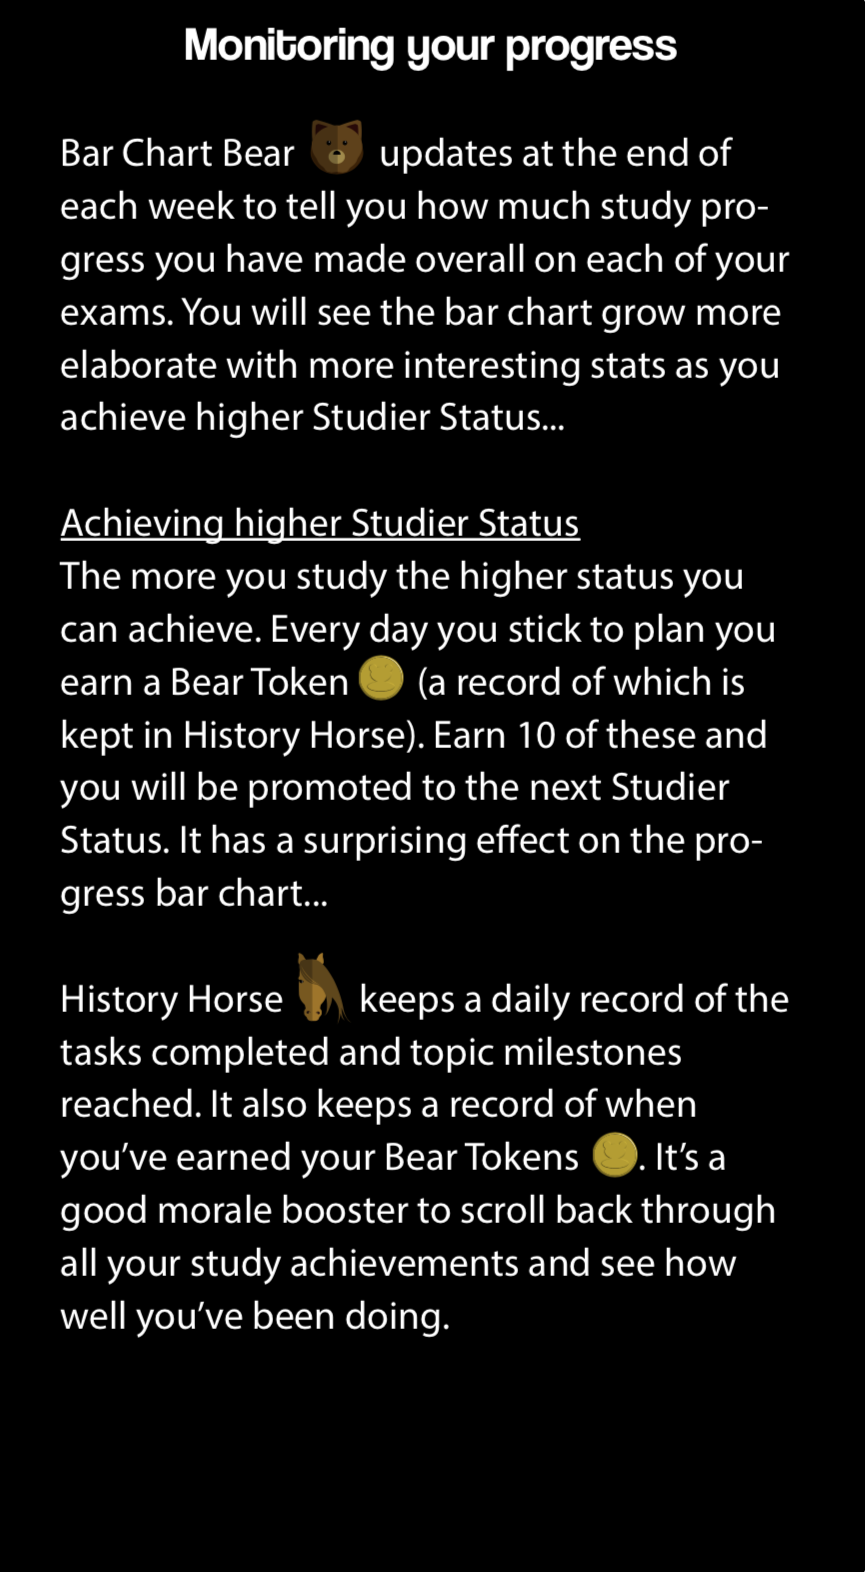 Monitoring your progress
Bar Chart Bear updates at the end of
each week to tell you how much study pro-
gress you have made overall on each of your
exams. You will see the bar chart grow more
elaborate with more interesting stats as you
achieve higher Studier Status...
Achieving higher Studier Status
The more you study the higher status you
can achieve. Every day you stick to plan you
earn a Bear Token (a record of which is
kept in History Horse). Earn 10 of these and
you will be promoted to the next Studier
Status. It has a surprising effect on the pro-
gress bar chart...
History Horse keeps a daily record of the
tasks completed and topic milestones
reached. It also keeps a record of when
you’ve earned your Bear Tokens . It’s a
good morale booster to scroll back through
all your study achievements and see how
well you’ve been doing.